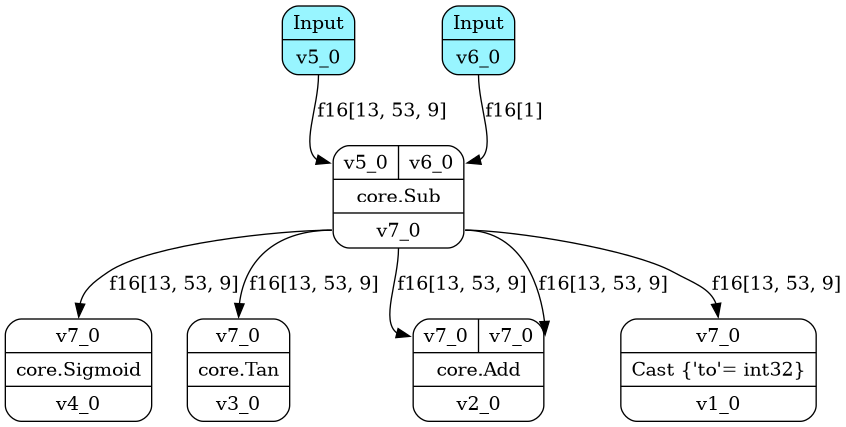 Input
Input
v5_0
v6_0
f16[13, 53, 9]
f16[1]
v5_0
v6_0
core.Sub
v7_0
f16[13, 53, 9]
f16[13, 53, 9]
f16[13, 53, 9]
f16[13, 53, 9]
f16[13, 53, 9]
v7_0
v7_0
v7_0
v7_0
v7_0
core.Sigmoid
core.Tan
core.Add
Cast {'to'= int32}
v4_0
v3_0
v2_0
v1_0